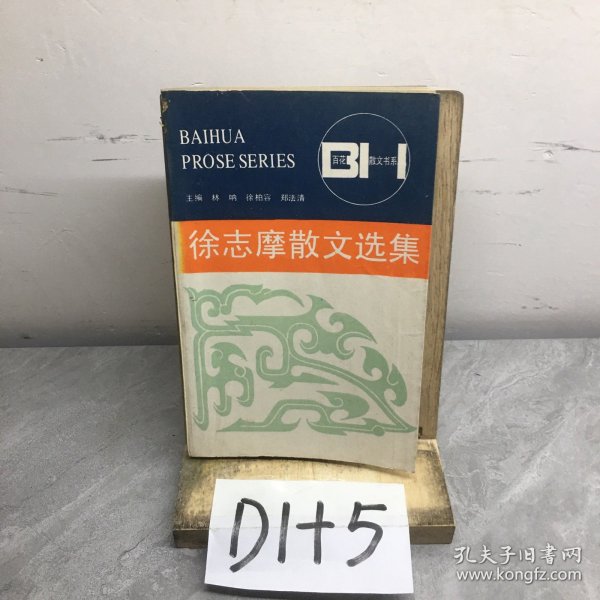 BAIHUA
PROSE SERIES
BH
百花 散文书系
主编 林呐 徐柏容 郑法清
徐志摩散文选集
D1+5
孔夫子旧书网
www.kongfz.com